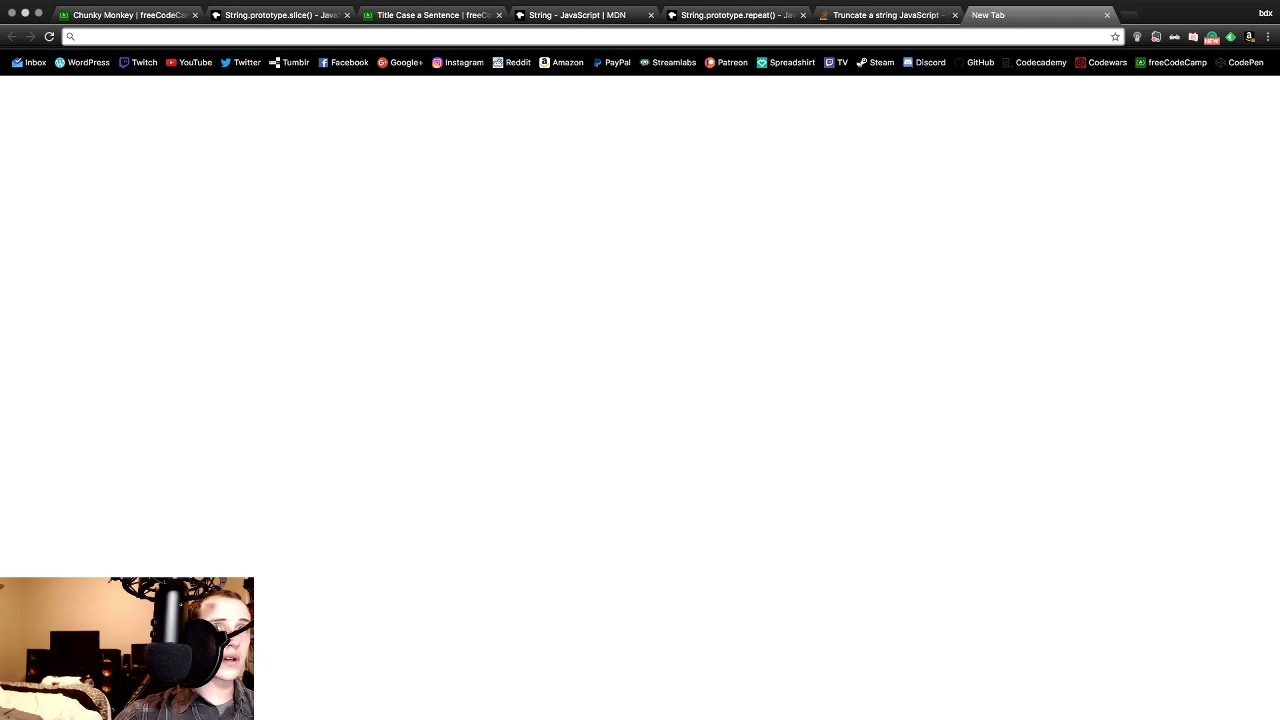 Chunky Monkey | freeCodeCa
String.prototype.slice() - Java
Title Case a Sentence | freeC
String - JavaScript | MDN
String.prototype.repeat() - Jav
Truncate a string JavaScript -
New Tab
bdx
Inbox WordPress Twitch YouTube Twitter Tumblr Facebook Google+ Instagram Reddit Amazon PayPal Streamlabs Patreon Spreadshirt TV Steam Discord GitHub Codecademy Codewars freeCodeCamp CodePen
NEW